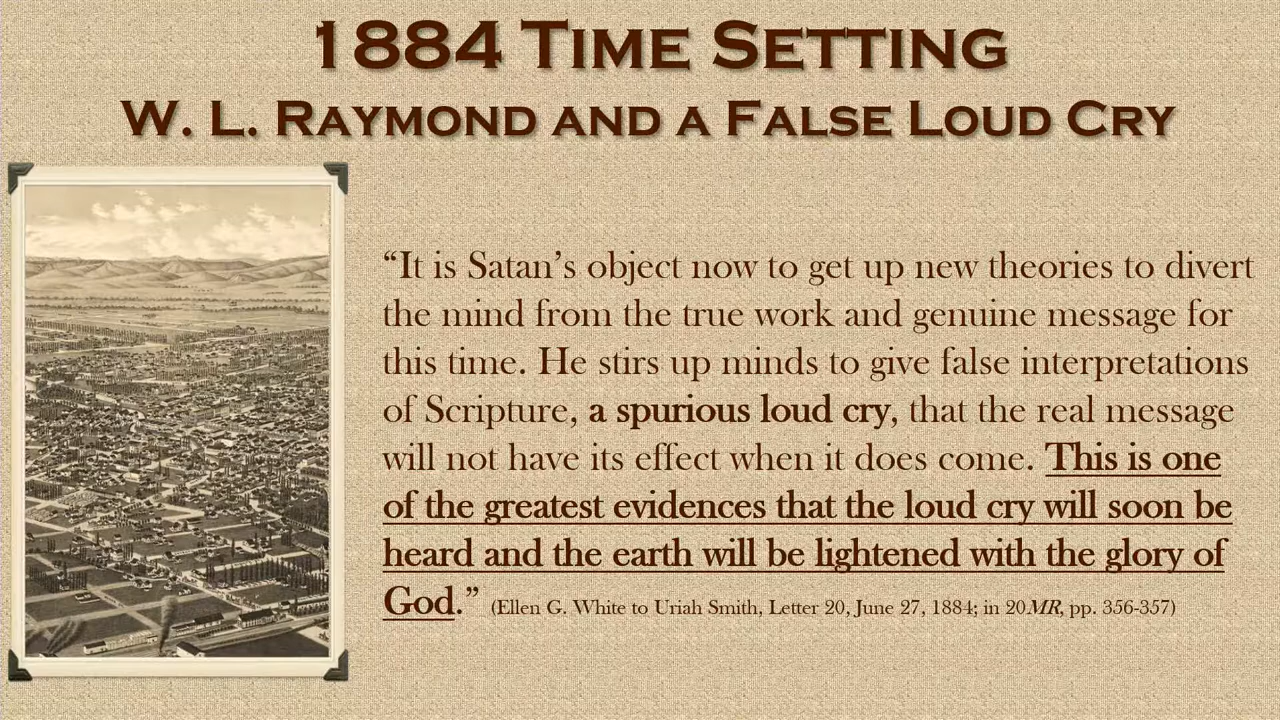 1884 Time Setting
W. L. Raymond and a False Loud Cry
“It is Satan’s object now to get up new theories to divert
the mind from the true work and genuine message for
this time. He stirs up minds to give false interpretations
of Scripture, a spurious loud cry, that the real message
will not have its effect when it does come. This is one
of the greatest evidences that the loud cry will soon be
heard and the earth will be lightened with the glory of
God.” (Ellen G. White to Uriah Smith, Letter 20, June 27, 1884; in 20MR, pp. 356-357)